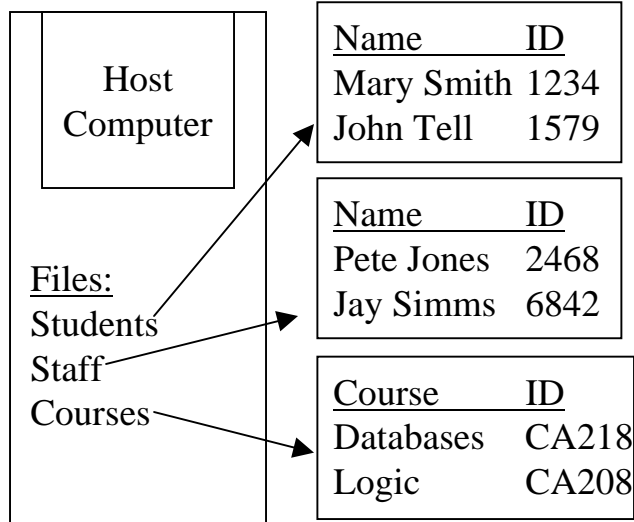 Host
Computer
Files:
Students
Staff
Courses
Name ID
Mary Smith 1234
John Tell 1579
Name ID
Pete Jones 2468
Jay Simms 6842
Course ID
Databases CA218
Logic CA208